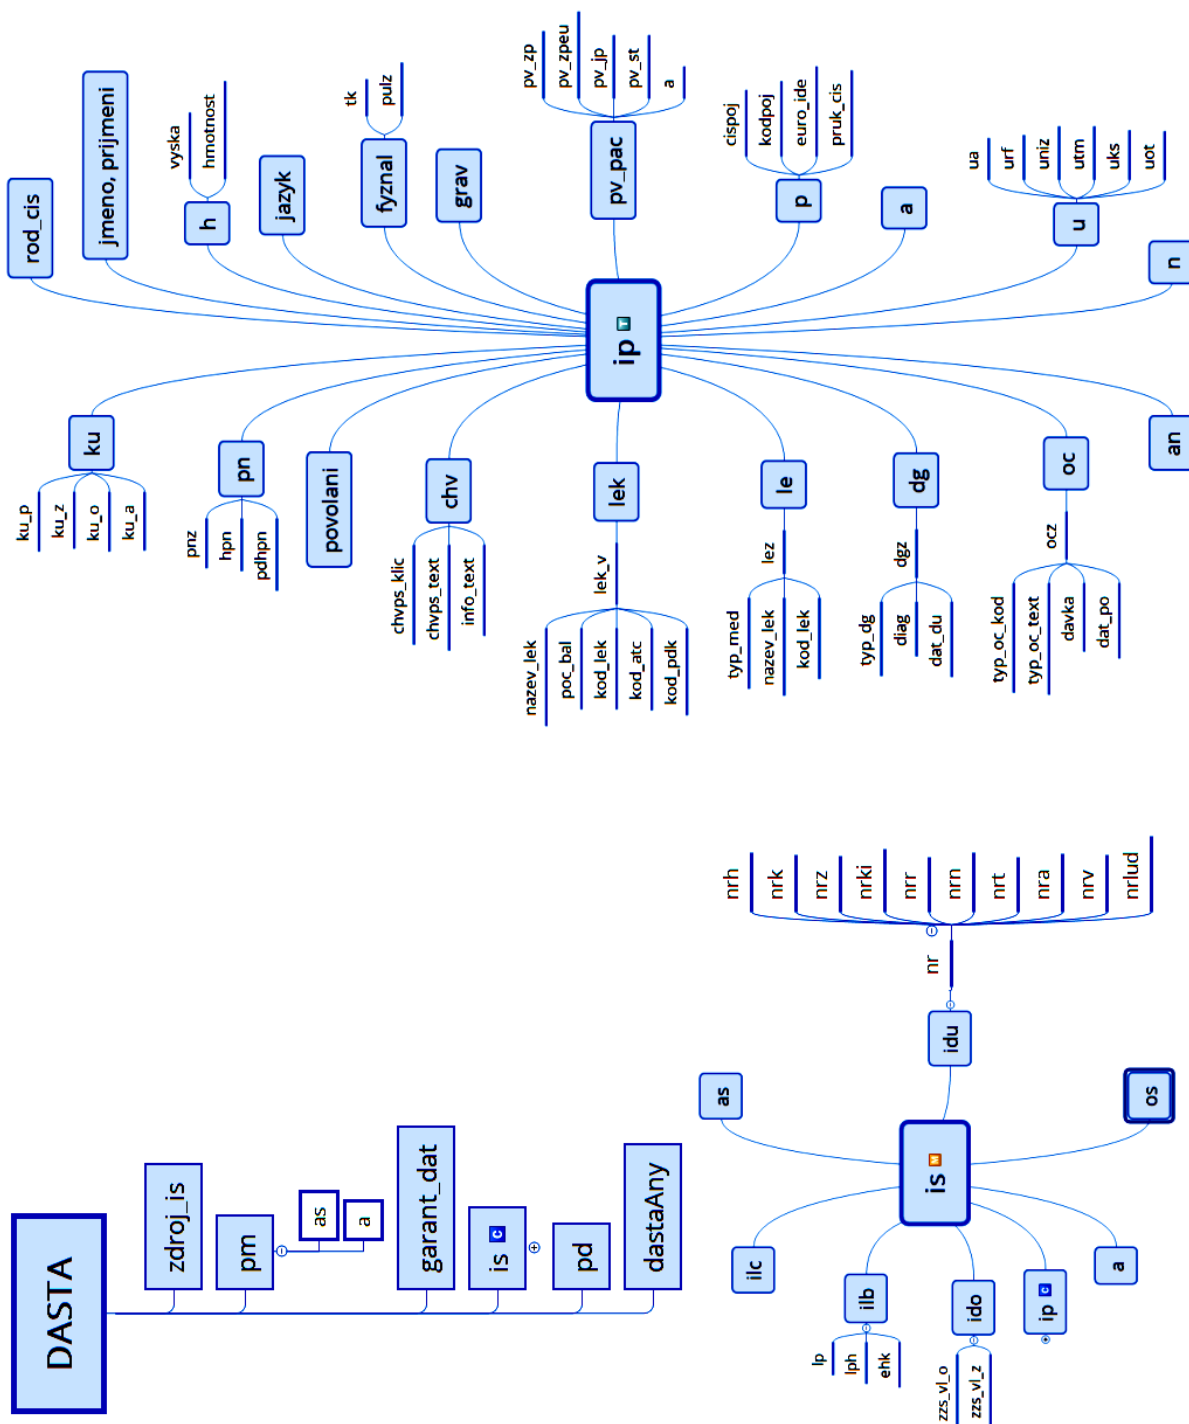 DASTA
zdroj_is
pm
as
a
garant_dat
is
pd
dastaAny
is
as
ilc
ilb
lp
lph
ehk
ido
zzs_vl_o
zzs_vl_z
ip
a
os
idu
nr
nrh
nrk
nrz
nrki
nrr
nrn
nrt
nra
nrv
nrlud
ip
ku
ku_p
ku_z
ku_o
ku_a
pn
pnz
hpn
pdhpn
povolani
chv
chvps_klic
chvps_text
info_text
lek
lek_v
nazev_lek
poc_bal
kod_lek
kod_atc
kod_pdk
le
lez
typ_med
nazev_lek
kod_lek
dg
dgz
typ_dg
diag
dat_du
oc
ocz
typ_oc_kod
typ_oc_text
davka
dat_po
an
rod_cis
jmeno, prijmeni
h
vyska
hmotnost
jazyk
fyznal
tk
pulz
grav
pv_pac
pv_zp
pv_zpeu
pv_jp
pv_st
a
p
cispoj
kodpoj
euro_ide
pruk_cis
a
u
ua
urf
uniz
utm
uks
uot
n